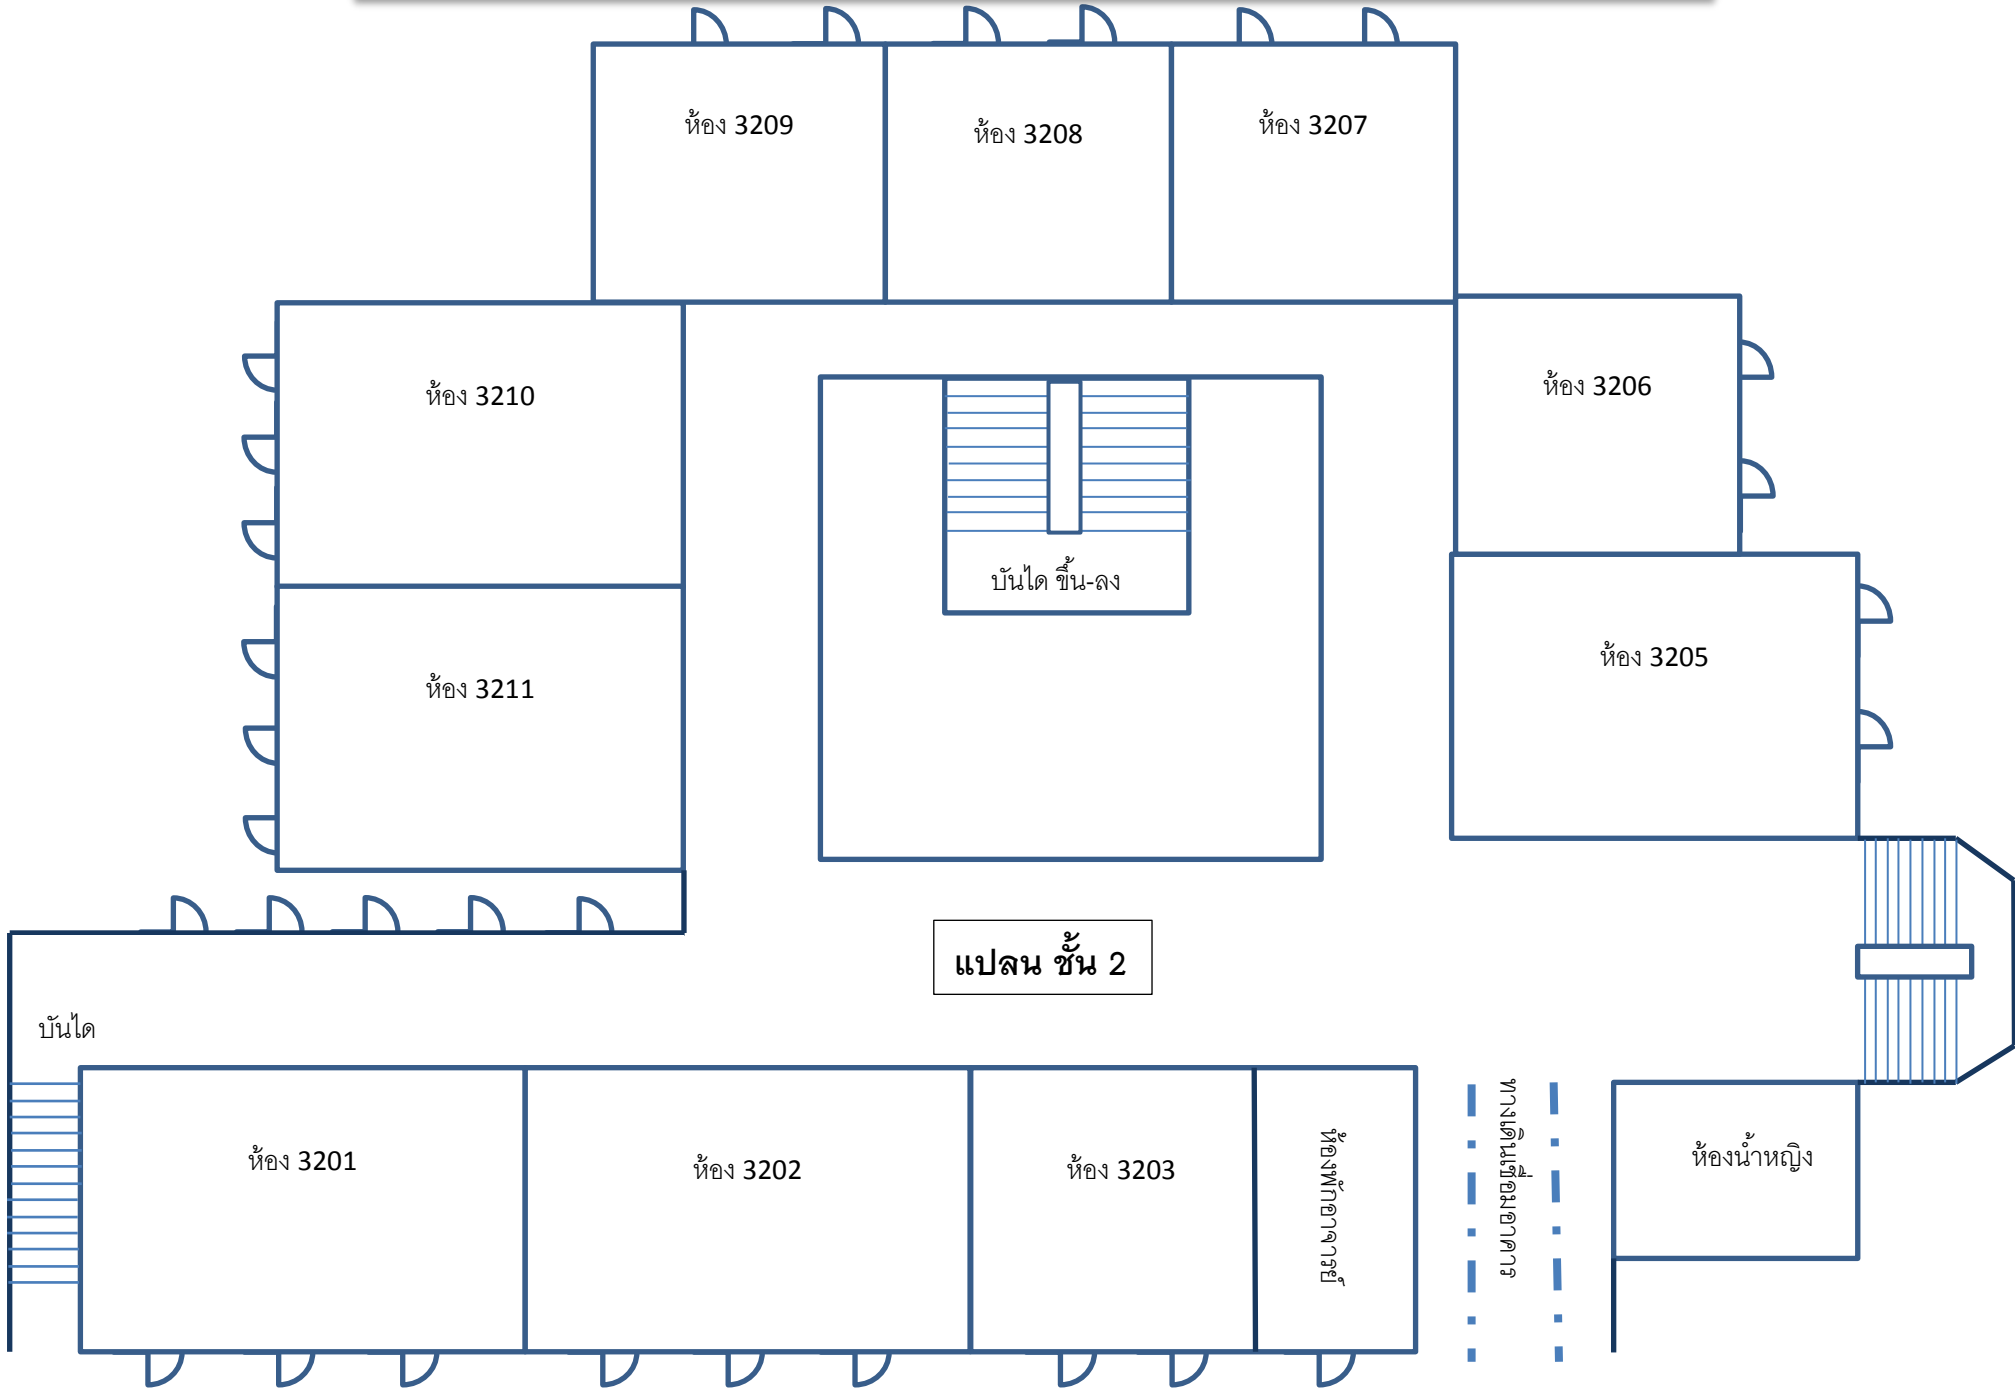 ห้อง 3209
ห้อง 3208
ห้อง 3207
ห้อง 3210
ห้อง 3206
บันได ขึ้น-ลง
ห้อง 3211
ห้อง 3205
แปลน ชั้น 2
บันได
ห้อง 3201
ห้อง 3202
ห้อง 3203
ห้องพักอาจารย์
ทางเดินเชื่อมอาคาร
ห้องน้ำหญิง